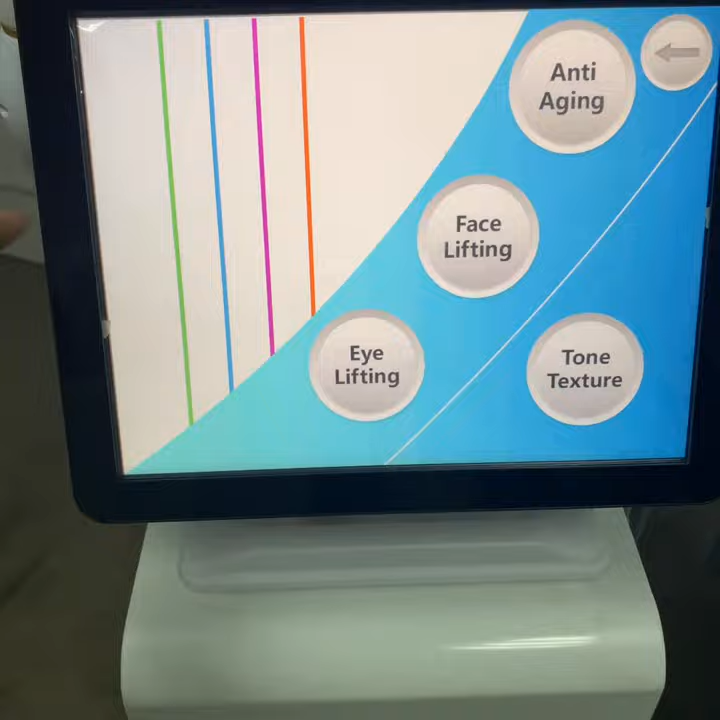 Anti
Aging
Face
Lifting
Eye
Lifting
Tone
Texture